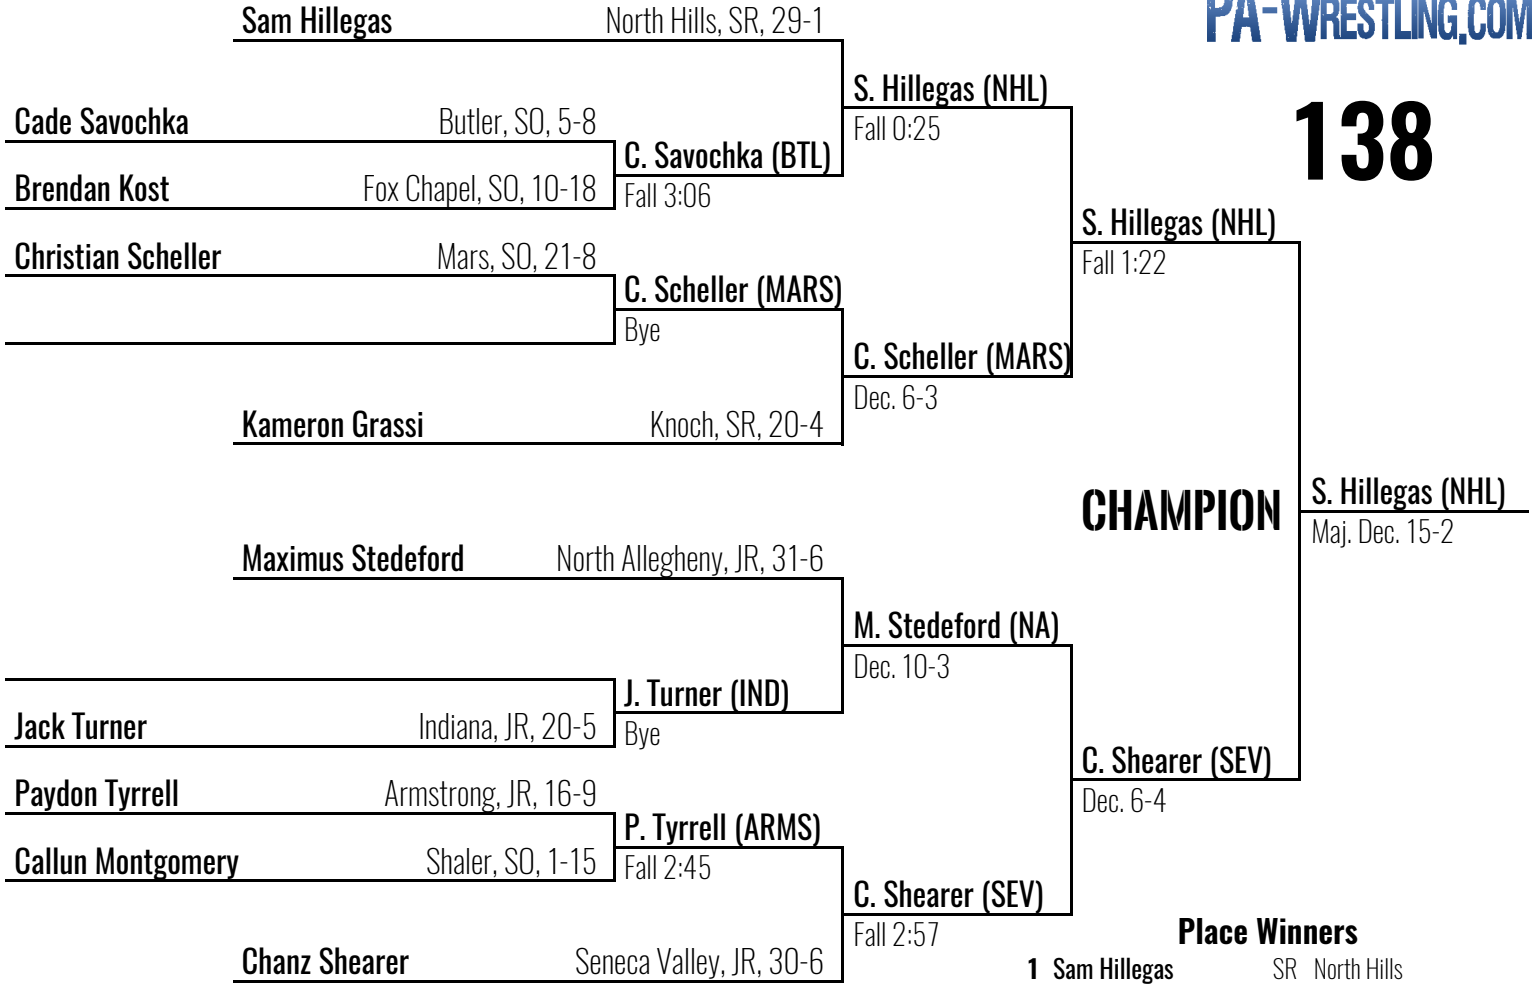 PA-WRESTLING.COM
138
Sam Hillegas North Hills, SR, 29-1
S. Hillegas (NHL)
Fall 0:25
Cade Savochka Butler, SO, 5-8
C. Savochka (BTL)
Fall 3:06
Brendan Kost Fox Chapel, SO, 10-18
S. Hillegas (NHL)
Fall 1:22
Christian Scheller Mars, SO, 21-8
C. Scheller (MARS)
Bye
C. Scheller (MARS)
Dec. 6-3
Kameron Grassi Knoch, SR, 20-4
CHAMPION
S. Hillegas (NHL)
Maj. Dec. 15-2
Maximus Stedeford North Allegheny, JR, 31-6
M. Stedeford (NA)
Dec. 10-3
J. Turner (IND)
Bye
Jack Turner Indiana, JR, 20-5
C. Shearer (SEV)
Dec. 6-4
Paydon Tyrrell Armstrong, JR, 16-9
P. Tyrrell (ARMS)
Fall 2:45
Callun Montgomery Shaler, SO, 1-15
C. Shearer (SEV)
Fall 2:57
Chanz Shearer Seneca Valley, JR, 30-6
Place Winners
1 Sam Hillegas SR North Hills